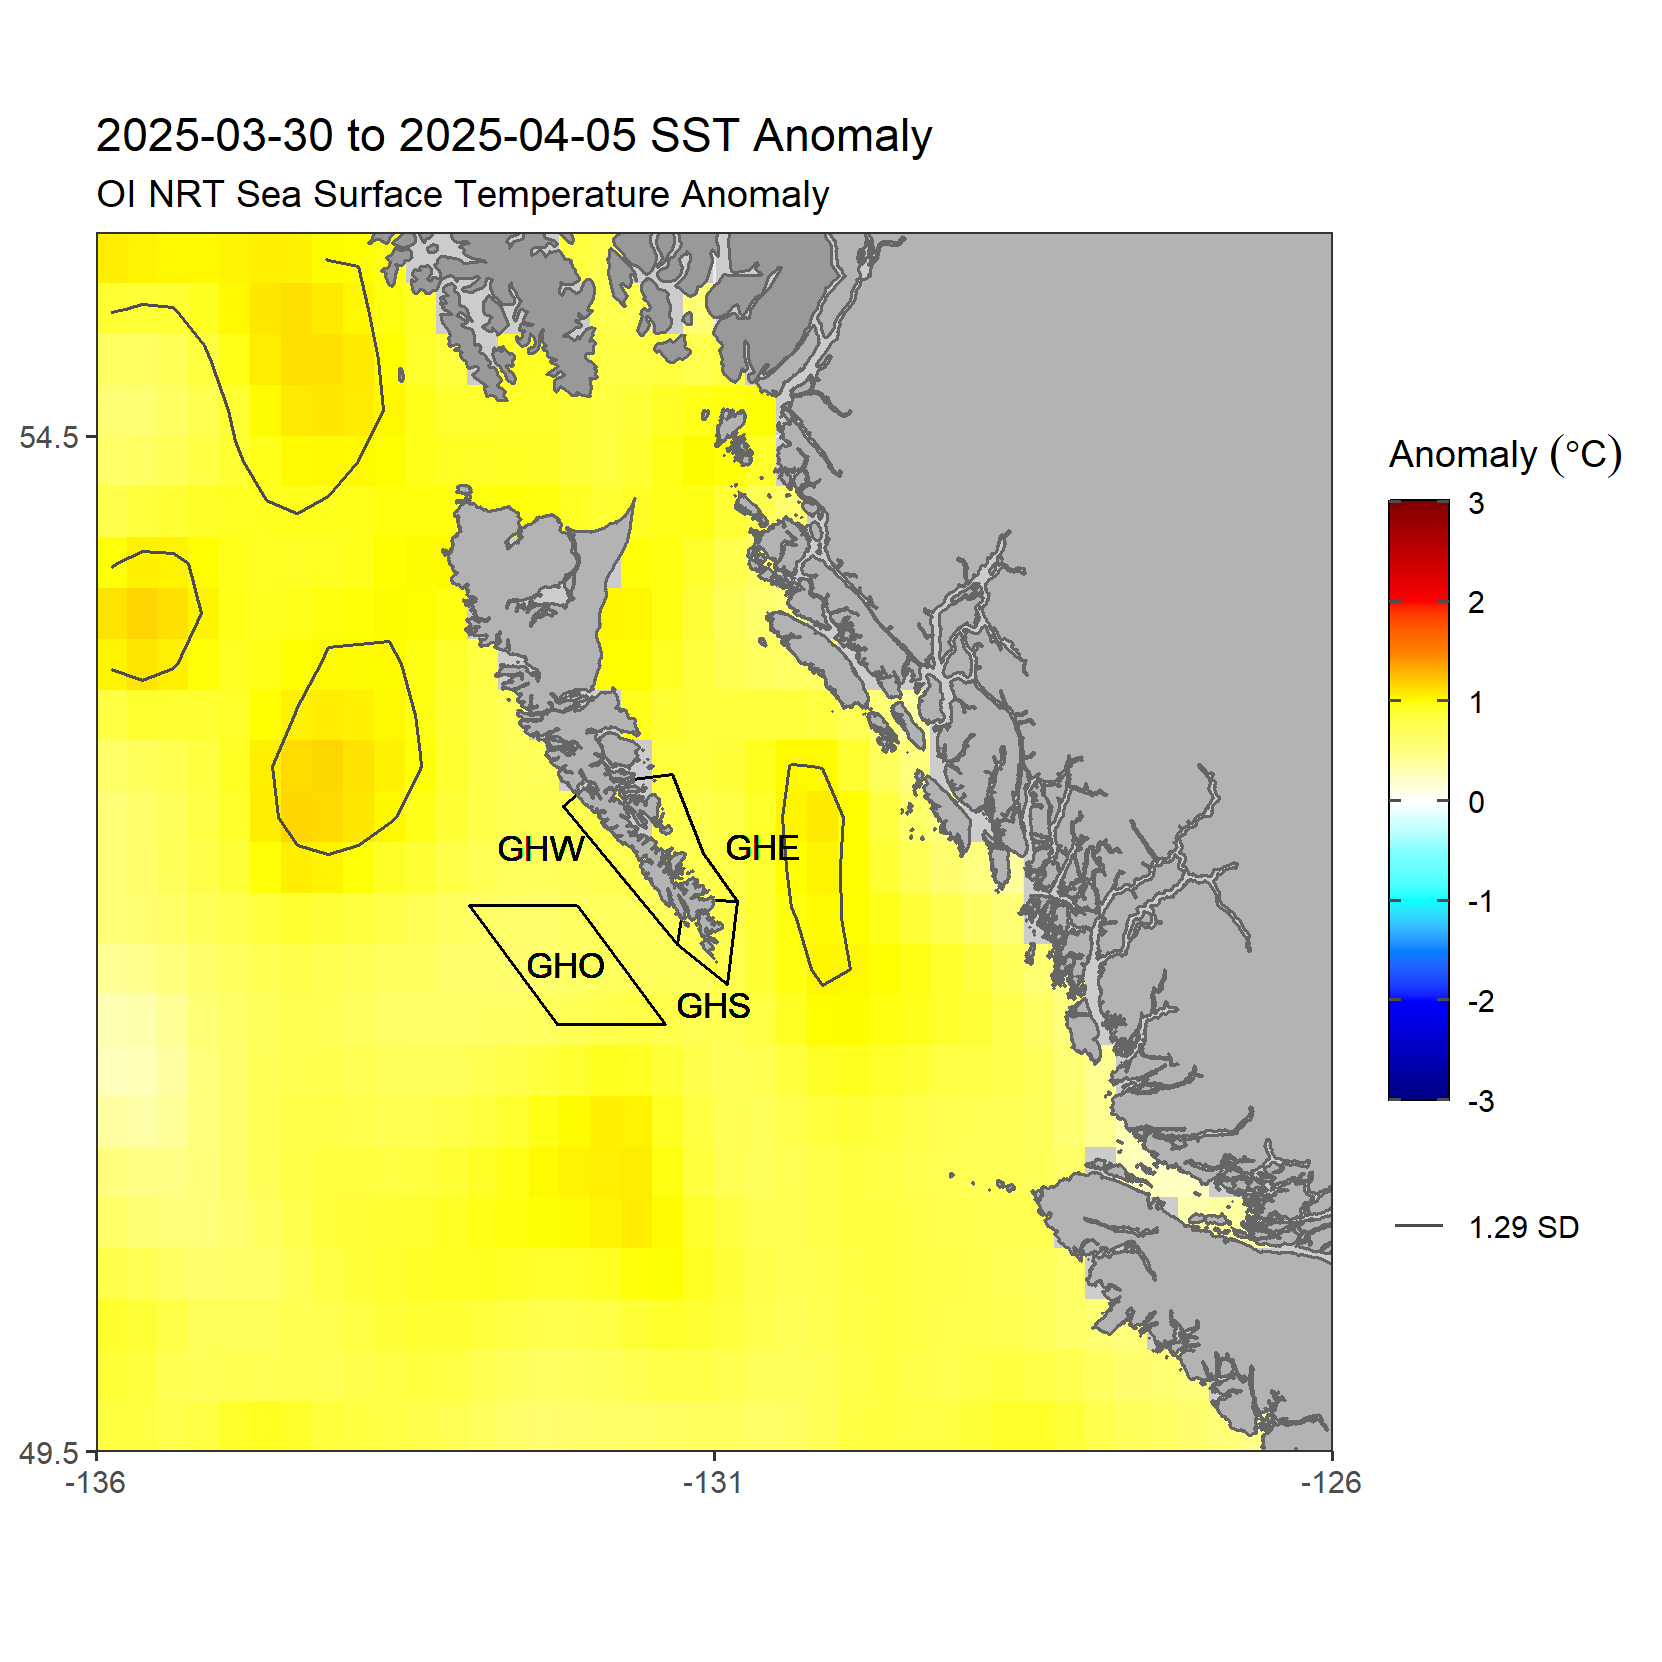 2025-03-30 to 2025-04-05 SST Anomaly
OI NRT Sea Surface Temperature Anomaly
54.5
49.5
-136
-131
-126
GHW
GHE
GHO
GHS
Anomaly (°C)
3
2
1
0
-1
-2
-3
1.29 SD